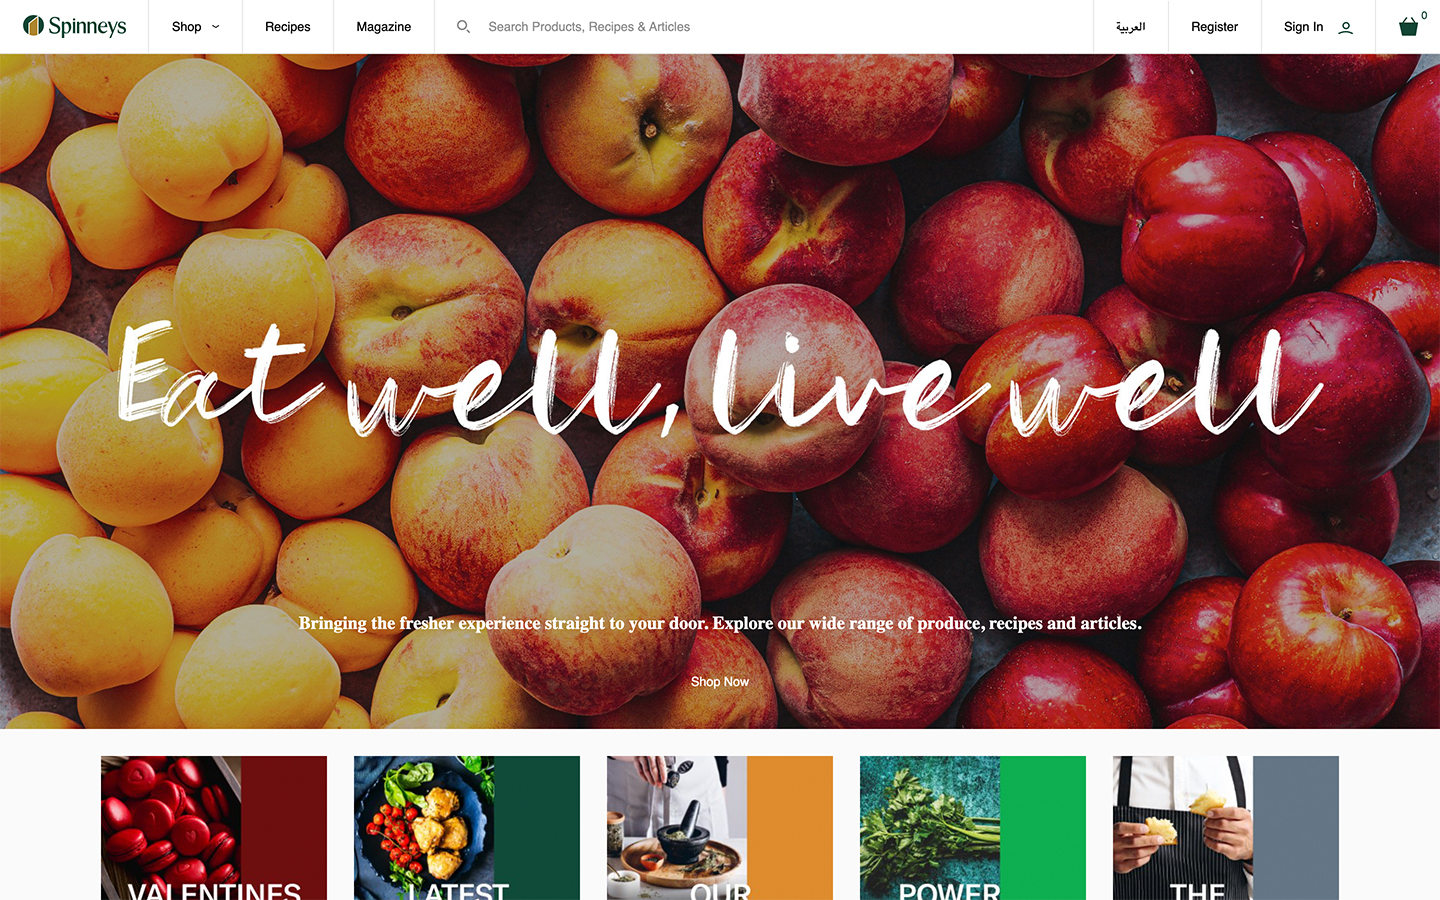 Spinneys
Shop
Recipes
Magazine
Search Products, Recipes & Articles
العربية
Register
Sign In
0
Eat well, live well
Bringing the fresher experience straight to your door. Explore our wide range of produce, recipes and articles.
Shop Now
VALENTINES
LATEST
OUR
POWER
THE